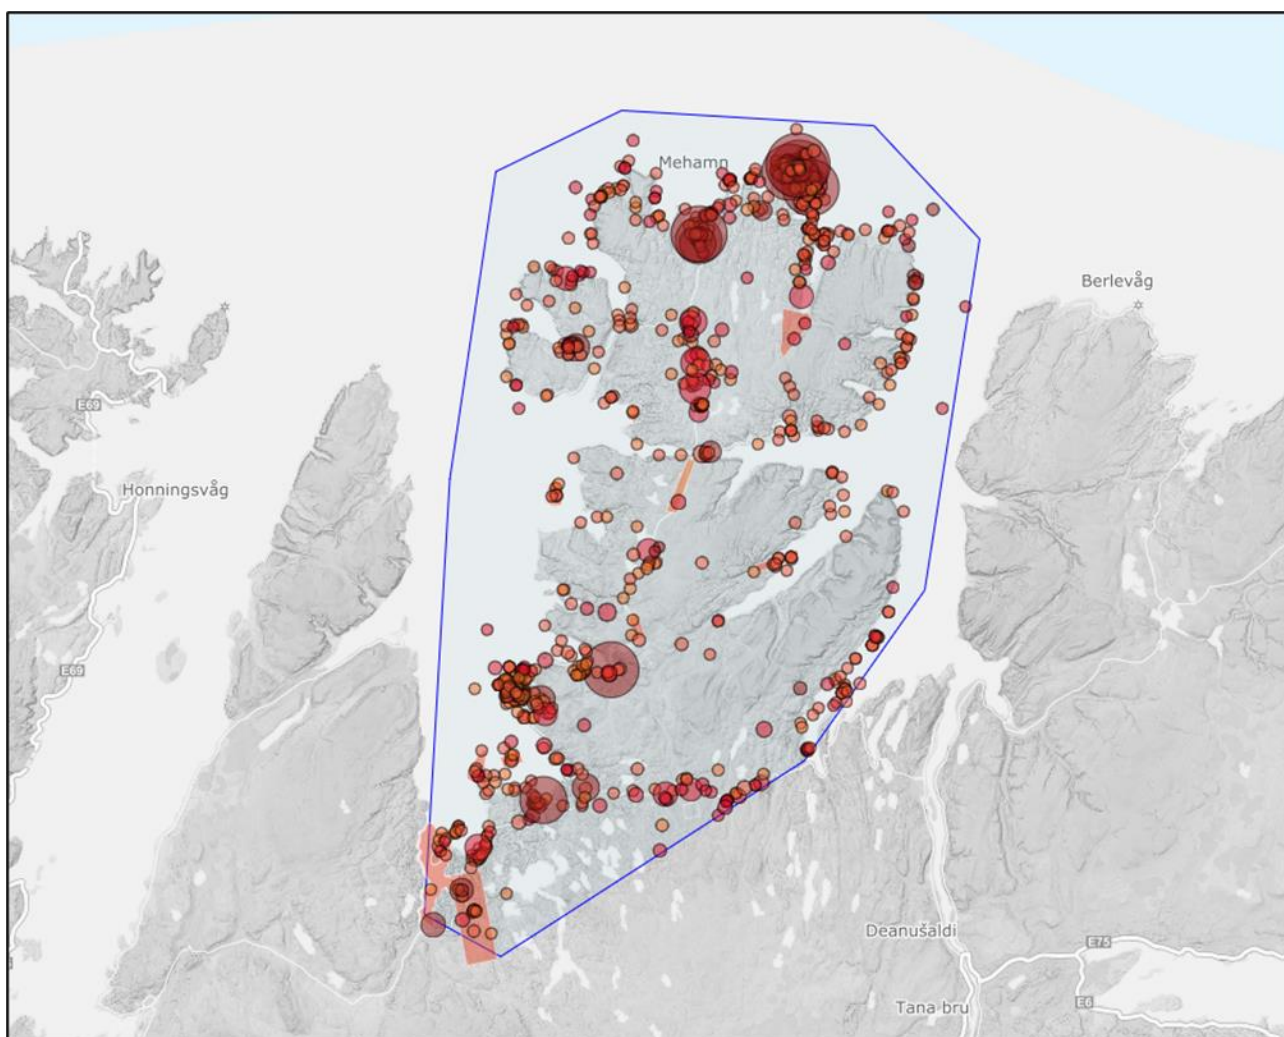 Mehamn
Berlevåg
E69
Honningsvåg
E69
Deanušaldi
E75
E6
Tana bru